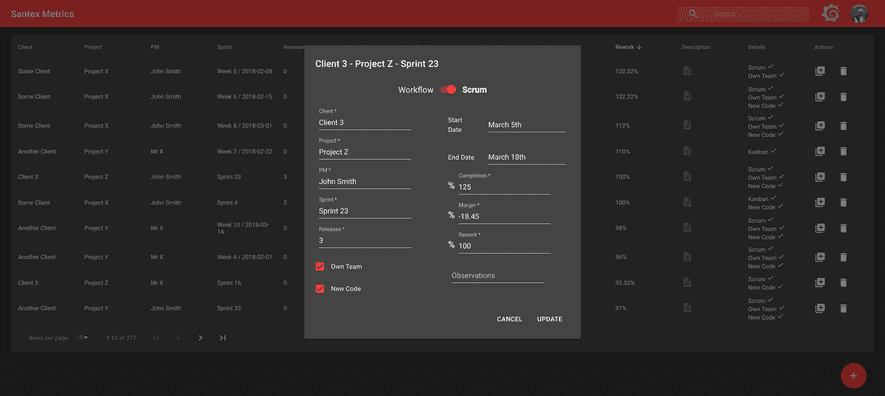 Santex Metrics
Search...
Client Project PM Sprint Releases Rework Description Details Actions
Some Client Project X John Smith Week 5 / 2018-02-08 0 122.22% Scrum
Own Team
Some Client Project X John Smith Week 6 / 2018-02-15 0 122.22% Scrum
Own Team
New Code
Some Client Project X John Smith Week 8 / 2018-03-01 0 112% Scrum
Own Team
New Code
Another Client Project Y Mr X Week 7 / 2018-02-22 0 110% Kanban
Client 3 Project Z John Smith Sprint 23 3 100% Scrum
Own Team
New Code
Some Client Project X John Smith Sprint 4 2 100% Kanban
Own Team
New Code
Another Client Project Y Mr X Week 10 / 2018-03-
14 0 98% Scrum
Own Team
New Code
Another Client Project Y Mr X Week 4 / 2018-02-01 0 96% Scrum
Own Team
Client 3 Project Z Mr X Sprint 16 0 93.33% Scrum
Own Team
New Code
Another Client Project Y John Smith Sprint 32 0 91% Scrum
Own Team
New Code
Rows per page: of 377
Client 3 - Project Z - Sprint 23
Workflow Scrum
Client *
Client 3
Project *
Project Z
PM *
John Smith
Sprint *
Sprint 23
Releases *
3
Own Team
New Code
Start
Date March 5th
End Date March 18th
Completion *
% 125
Margin *
% -18.45
Rework *
% 100
Observations
CANCEL UPDATE